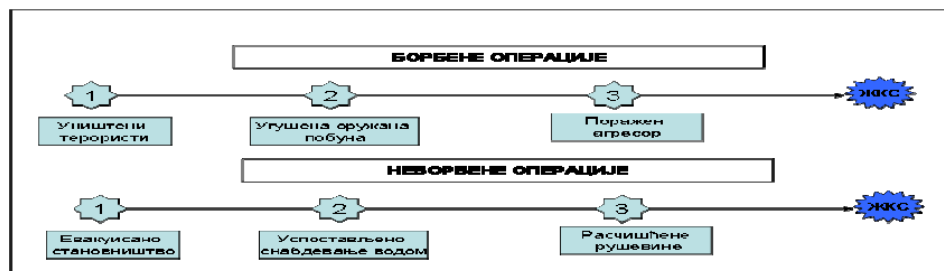 БОРБЕНЕ ОПЕРАЦИЈЕ
1
2
3
ЖКС
Уништени
терористи
Угушена оружана
побуна
Поражен
агресор
НЕБОРБЕНЕ ОПЕРАЦИЈЕ
1
2
3
ЖКС
Евакуисано
становништво
Успостављено
снабдевање водом
Расчишћене
рушевине